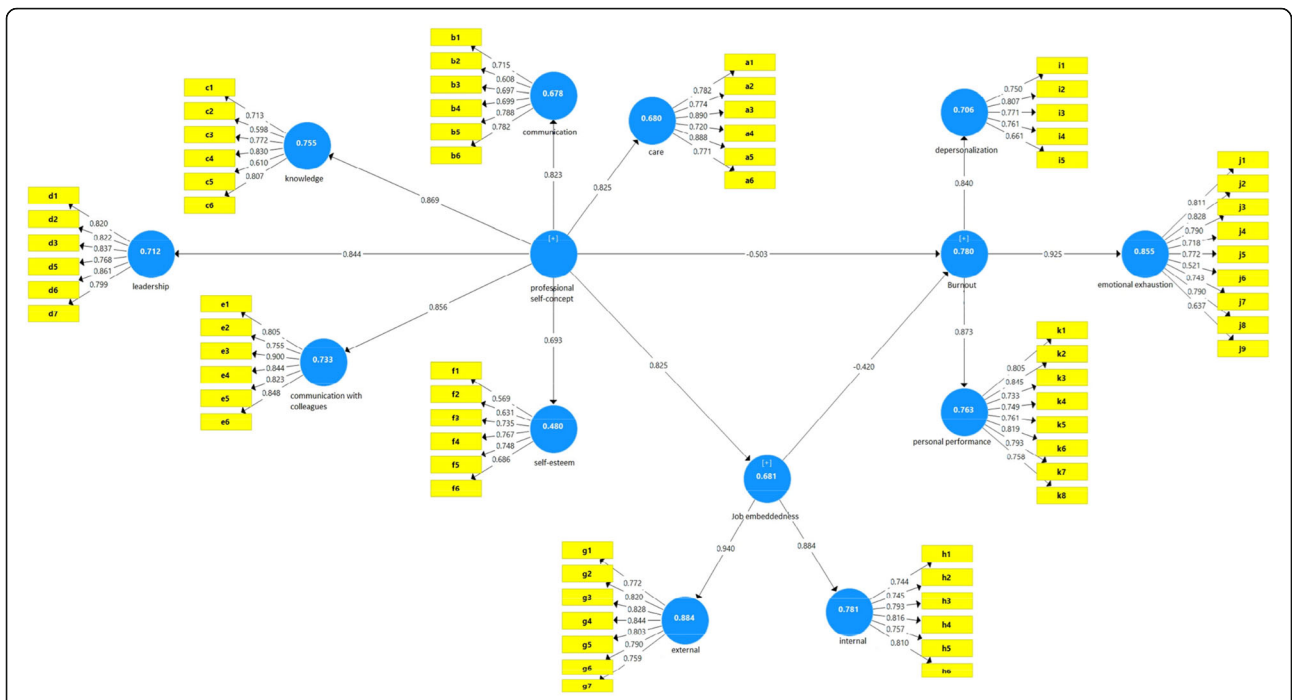 b1
b2
b3
b4
b5
b6
0.715
0.608
0.697
0.699
0.788
0.782
0.678
communication
a1
a2
a3
a4
a5
a6
0.782
0.774
0.890
0.720
0.888
0.771
0.680
care
i1
i2
i3
i4
i5
0.750
0.807
0.771
0.761
0.661
0.706
depersonalization
c1
c2
c3
c4
c5
c6
0.713
0.598
0.772
0.830
0.610
0.807
0.755
knowledge
j1
j2
j3
j4
j5
j6
j7
j8
j9
0.811
0.828
0.790
0.718
0.772
0.521
0.743
0.790
0.637
0.855
emotional exhaustion
d1
d2
d3
d5
d6
d7
0.820
0.822
0.837
0.768
0.861
0.799
0.712
leadership
0.869
0.823
0.825
0.840
0.844
[+]
professional
self-concept
-0.503
[+]
0.780
Burnout
0.925
0.856
0.693
0.825
-0.420
0.873
e1
e2
e3
e4
e5
e6
0.805
0.755
0.900
0.844
0.823
0.848
0.733
communication with
colleagues
f1
f2
f3
f4
f5
f6
0.569
0.631
0.735
0.767
0.748
0.686
0.480
self-esteem
k1
k2
k3
k4
k5
k6
k7
k8
0.805
0.845
0.733
0.749
0.761
0.819
0.793
0.758
0.763
personal performance
[+]
0.681
Job embeddedness
0.940
0.884
g1
g2
g3
g4
g5
g6
g7
0.772
0.820
0.828
0.844
0.803
0.790
0.759
0.884
external
h1
h2
h3
h4
h5
h6
0.744
0.745
0.793
0.816
0.757
0.810
0.781
internal